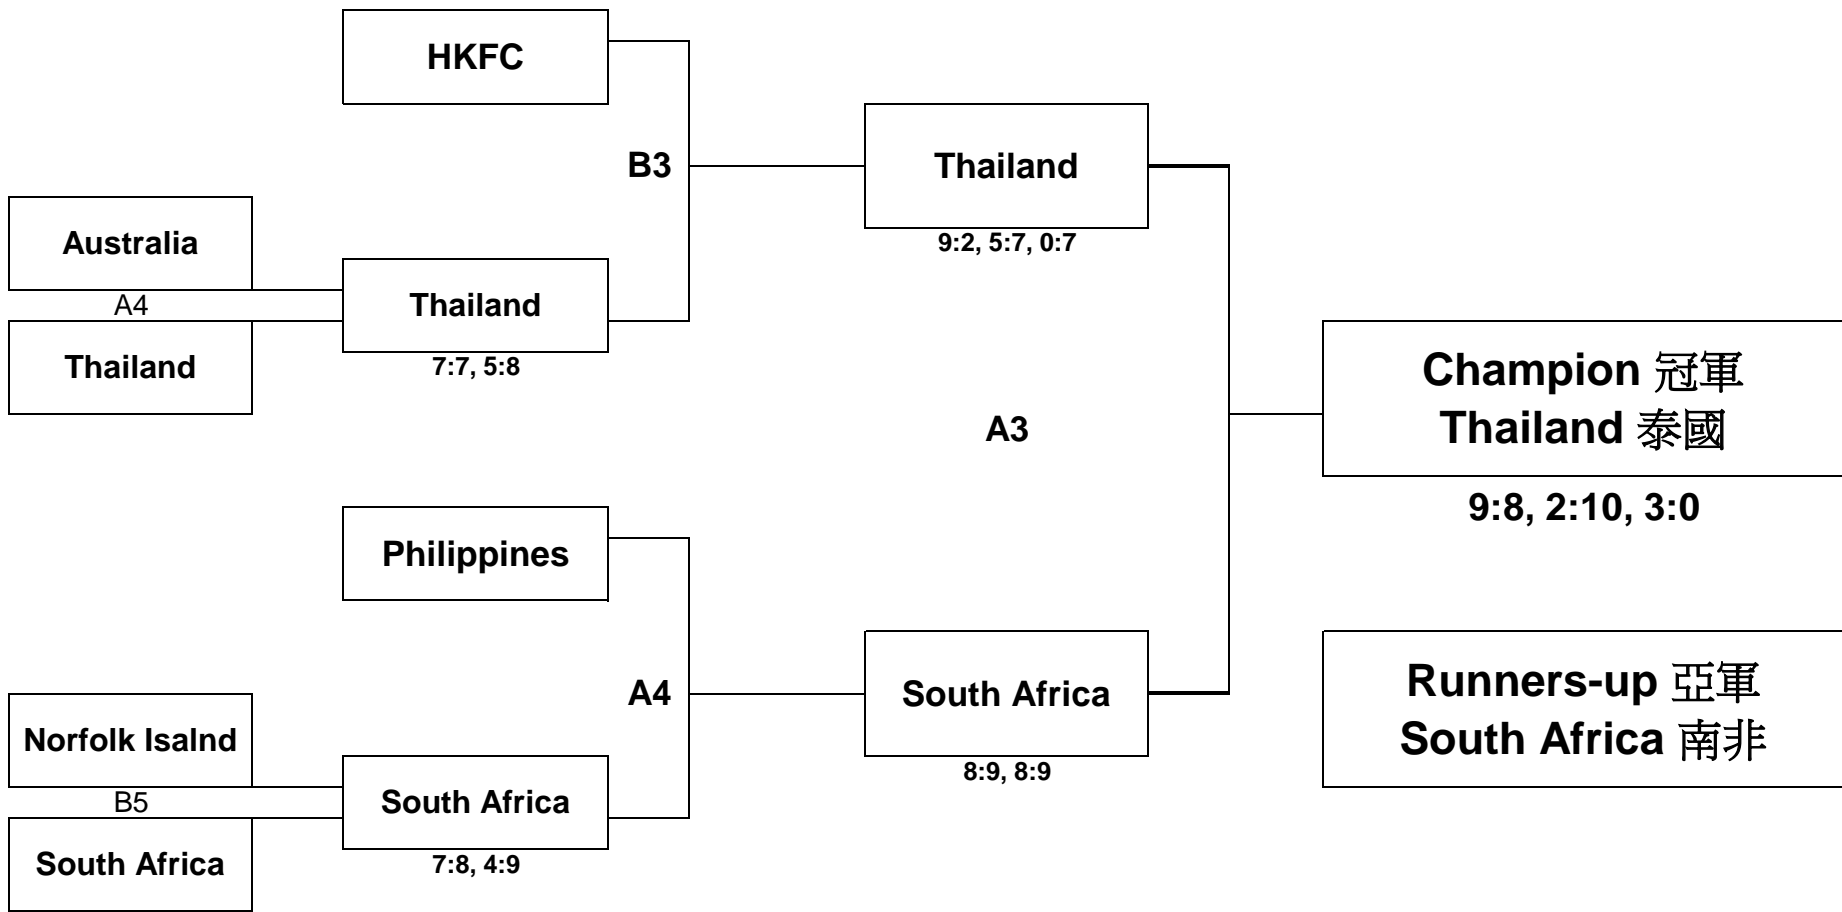 HKFC
B3
Thailand
9:2, 5:7, 0:7
Australia
A4
Thailand
Thailand
7:7, 5:8
A3
Champion 冠軍
Thailand 泰國
9:8, 2:10, 3:0
Philippines
A4
South Africa
8:9, 8:9
Runners-up 亞軍
South Africa 南非
Norfolk Isalnd
B5
South Africa
South Africa
7:8, 4:9